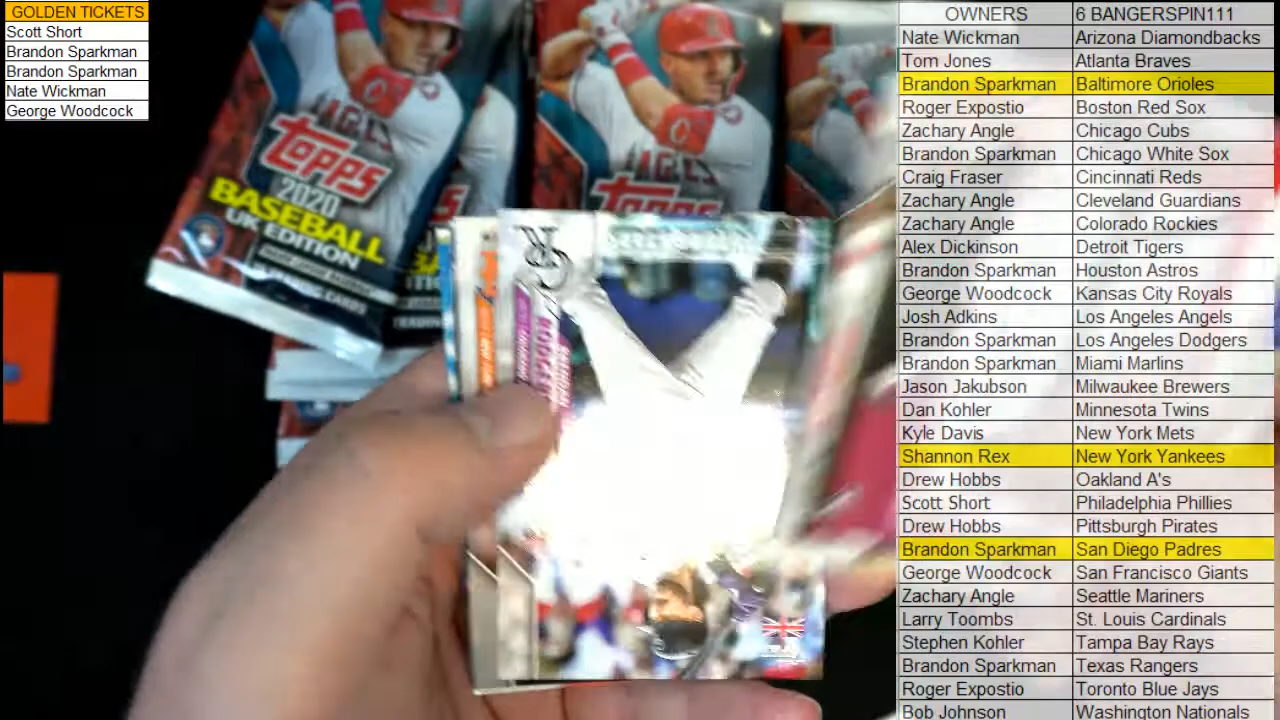 GOLDEN TICKETS
Scott Short
Brandon Sparkman
Brandon Sparkman
Nate Wickman
George Woodcock
TOPPS
2020
BASEBALL
UK EDITION
TOPPS
OWNERS 6 BANGERSPIN111
Nate Wickman Arizona Diamondbacks
Tom Jones Atlanta Braves
Brandon Sparkman Baltimore Orioles
Roger Expostio Boston Red Sox
Zachary Angle Chicago Cubs
Brandon Sparkman Chicago White Sox
Craig Fraser Cincinnati Reds
Zachary Angle Cleveland Guardians
Zachary Angle Colorado Rockies
Alex Dickinson Detroit Tigers
Brandon Sparkman Houston Astros
George Woodcock Kansas City Royals
Josh Adkins Los Angeles Angels
Brandon Sparkman Los Angeles Dodgers
Brandon Sparkman Miami Marlins
Jason Jakubson Milwaukee Brewers
Dan Kohler Minnesota Twins
Kyle Davis New York Mets
Shannon Rex New York Yankees
Drew Hobbs Oakland A's
Scott Short Philadelphia Phillies
Drew Hobbs Pittsburgh Pirates
Brandon Sparkman San Diego Padres
George Woodcock San Francisco Giants
Zachary Angle Seattle Mariners
Larry Toombs St. Louis Cardinals
Stephen Kohler Tampa Bay Rays
Brandon Sparkman Texas Rangers
Roger Expostio Toronto Blue Jays
Bob Johnson Washington Nationals